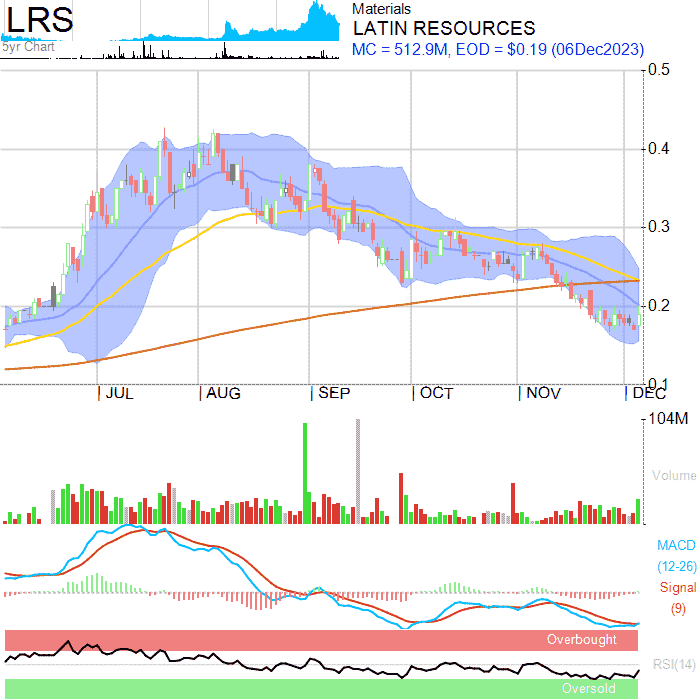 LRS
5yr Chart
Materials
LATIN RESOURCES
MC = 512.9M, EOD = $0.19 (06Dec2023)
0.5
0.4
0.3
0.2
0.1
JUL
AUG
SEP
OCT
NOV
DEC
104M
Volume
MACD
(12-26)
Signal
(9)
Overbought
RSI(14)
Oversold